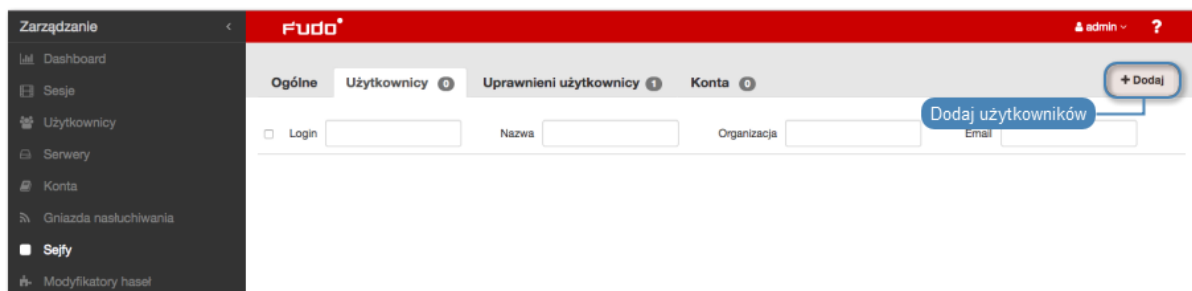 Zarządzanie <
Fudo
admin
?
Dashboard
Sesje
Użytkownicy
Serwery
Konta
Gniazda nasłuchiwania
Sejfy
Modyfikatory haseł
Ogólne Użytkownicy 0 Uprawnieni użytkownicy 1 Konta 0
+ Dodaj
Dodaj użytkowników
Login Nazwa Organizacja Email